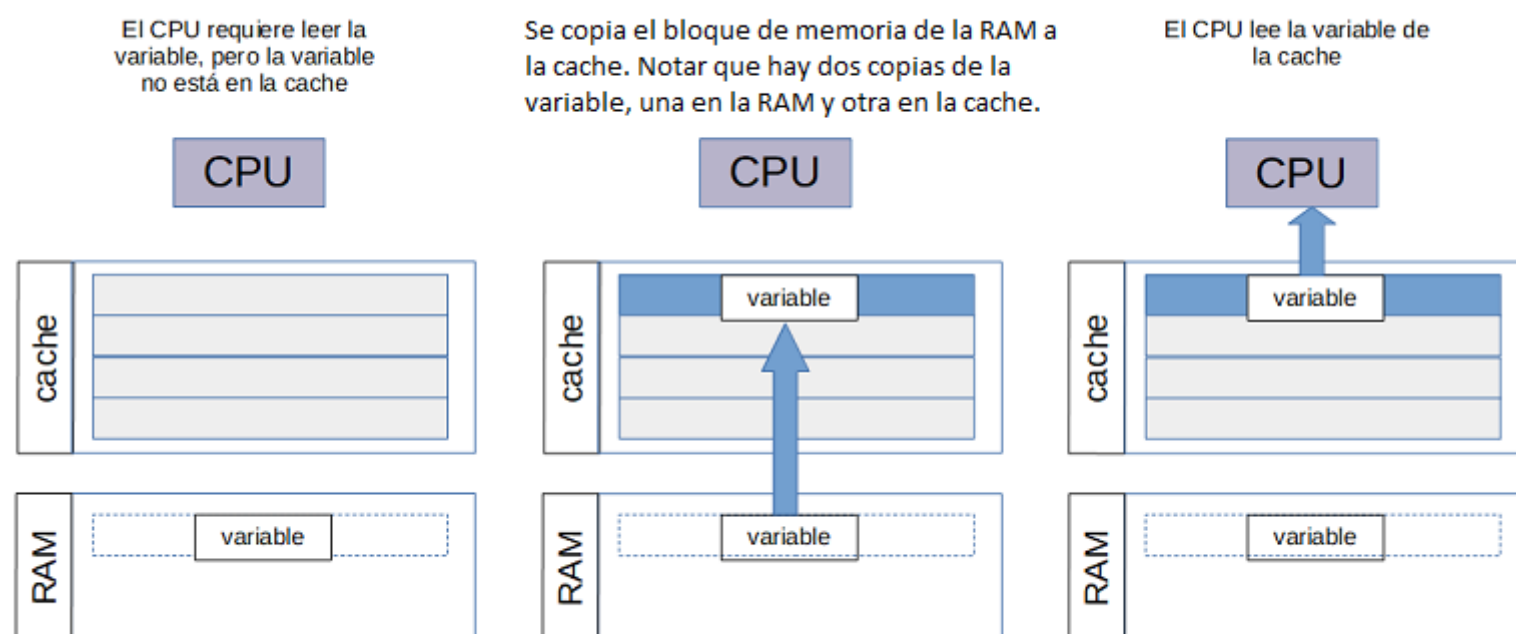 El CPU requiere leer la
variable, pero la variable
no está en la cache
CPU
cache
RAM
variable
Se copia el bloque de memoria de la RAM a
la cache. Notar que hay dos copias de la
variable, una en la RAM y otra en la cache.
CPU
cache
variable
RAM
variable
El CPU lee la variable de
la cache
CPU
cache
variable
RAM
variable